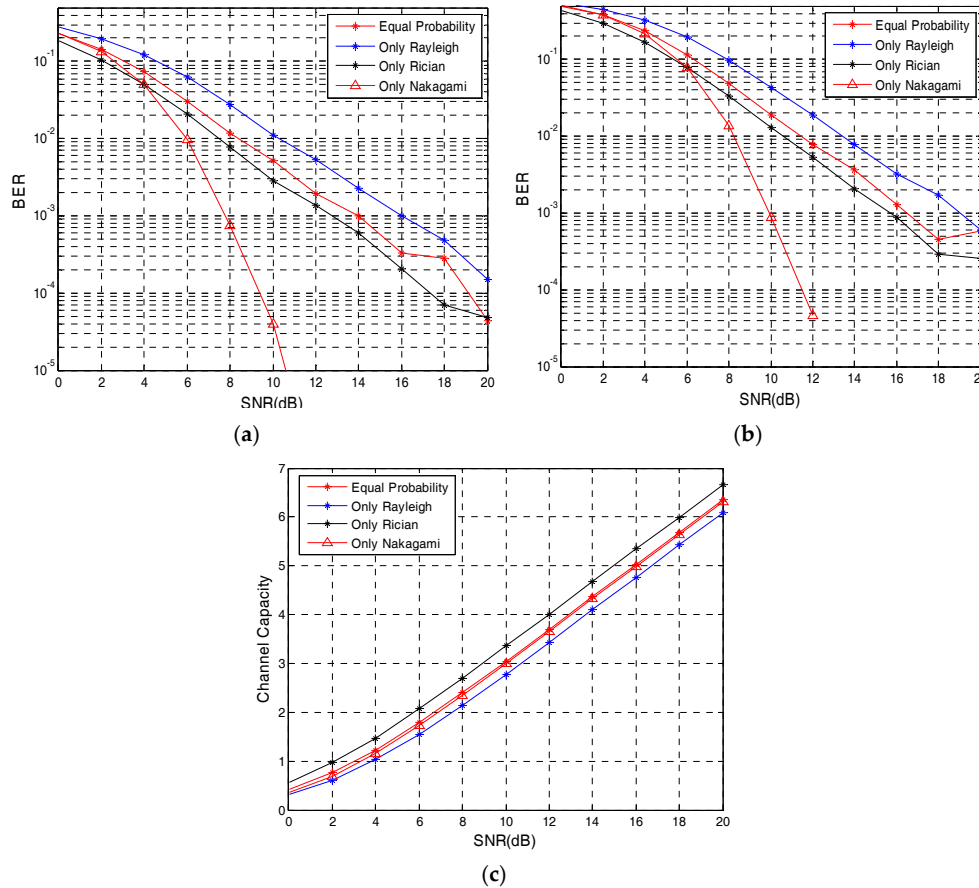 Equal Probability
Only Rayleigh
Only Rician
Only Nakagami
10^-1
10^-2
10^-3
10^-4
10^-5
BER
0 2 4 6 8 10 12 14 16 18 20
SNR(dB)
(a)
Equal Probability
Only Rayleigh
Only Rician
Only Nakagami
10^-1
10^-2
10^-3
10^-4
10^-5
BER
0 2 4 6 8 10 12 14 16 18
SNR(dB)
(b)
Equal Probability
Only Rayleigh
Only Rician
Only Nakagami
7
6
5
4
3
2
1
0
Channel Capacity
0 2 4 6 8 10 12 14 16 18 20
SNR(dB)
(c)